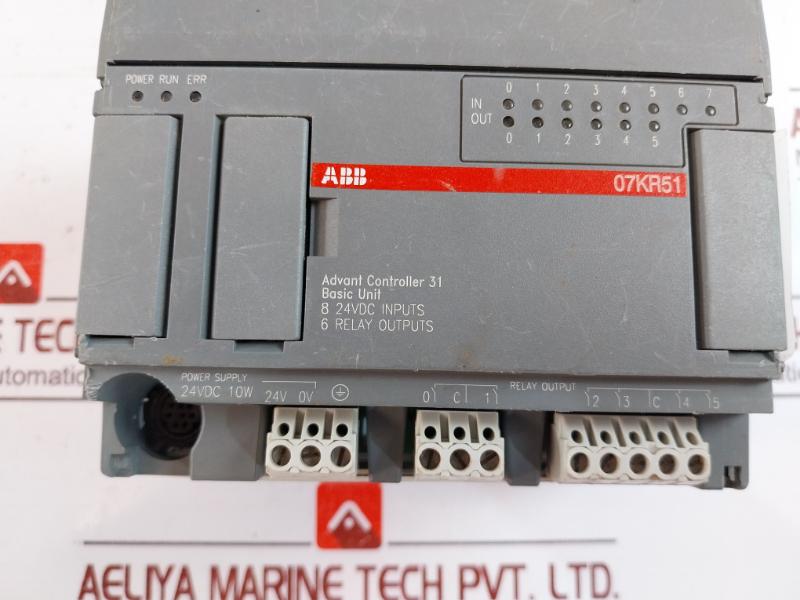 POWER RUN ERR
0 1 2 3 4 5 6 7
IN
OUT
0 1 2 3 4 5
ABB 07KR51
Advant Controller 31
Basic Unit
8 24VDC INPUTS
6 RELAY OUTPUTS
POWER SUPPLY
24VDC 10W 24V 0V
RELAY OUTPUT
0 C 1 2 3 C 4 5
Automation
AELIYA MARINE TECH PVT. LTD.